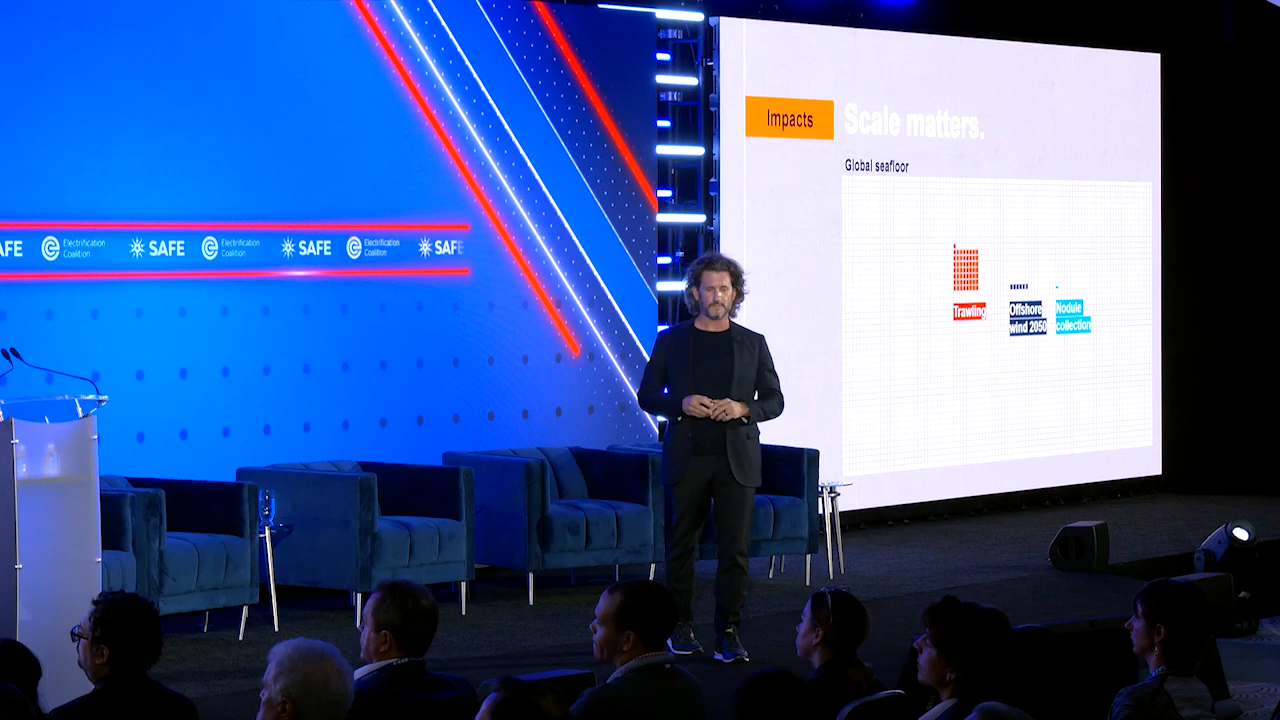 Impacts
Scale matters.
Global seafloor
Trawling
Offshore
wind 2050
Nodule
collection
AFE
Electrification
Coalition
SAFE
Electrification
Coalition
SAFE
Electrification
Coalition
SAFE